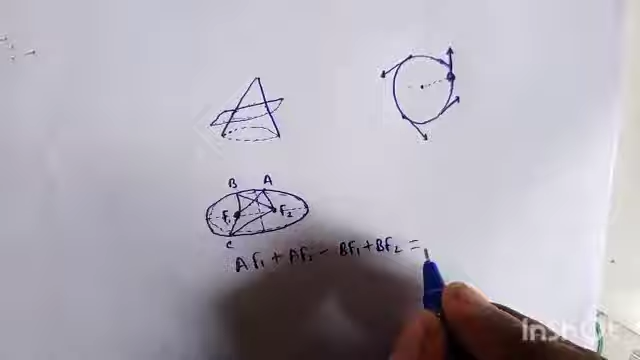 B A
F₁ F₂
C
AF₁ + AF₂ - BF₁ + BF₂ =
InShot